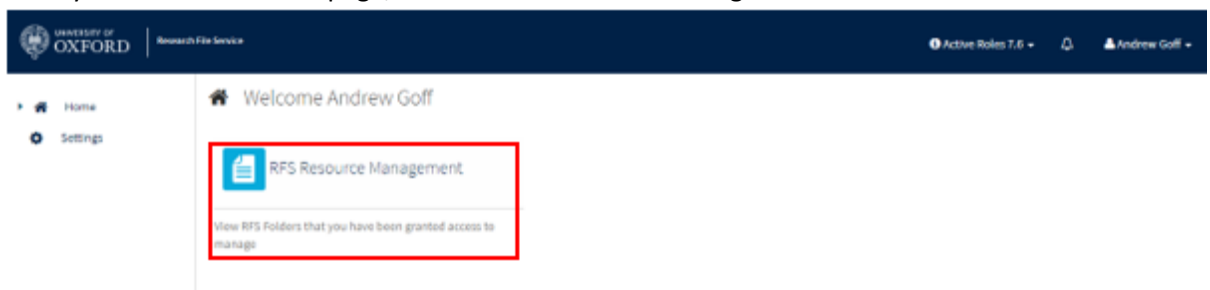 UNIVERSITY OF
OXFORD
Research File Service
Active Roles 7.6
Andrew Goff
Home
Settings
Welcome Andrew Goff
RFS Resource Management
View RFS Folders that you have been granted access to
manage